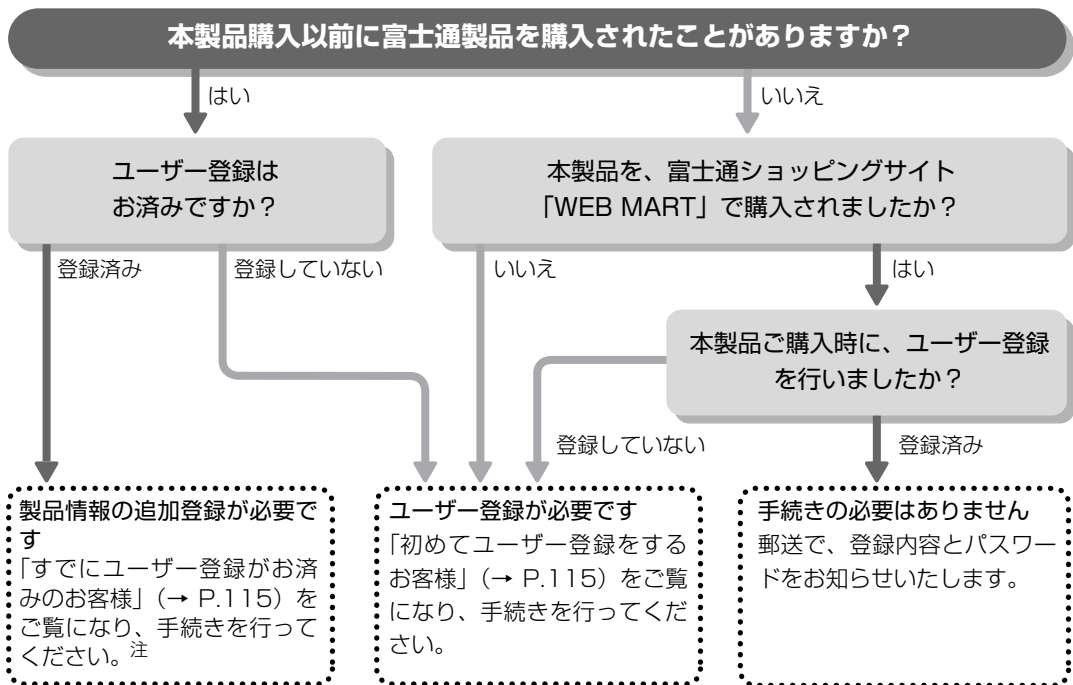 本製品購入以前に富士通製品を購入されたことがありますか？
はい
いいえ
ユーザー登録は
お済みですか？
本製品を、富士通ショッピングサイト
「WEB MART」で購入されましたか？
登録済み
登録していない
いいえ
はい
本製品ご購入時に、ユーザー登録
を行いましたか？
登録していない
登録済み
製品情報の追加登録が必要で
す
「すでにユーザー登録がお済
みのお客様」（→ P.115）を
ご覧になり、手続きを行って
ください。注
ユーザー登録が必要です
「初めてユーザー登録をする
お客様」（→ P.115）をご覧
になり、手続きを行ってくだ
さい。
手続きの必要はありません
郵送で、登録内容とパスワー
ドをお知らせいたします。